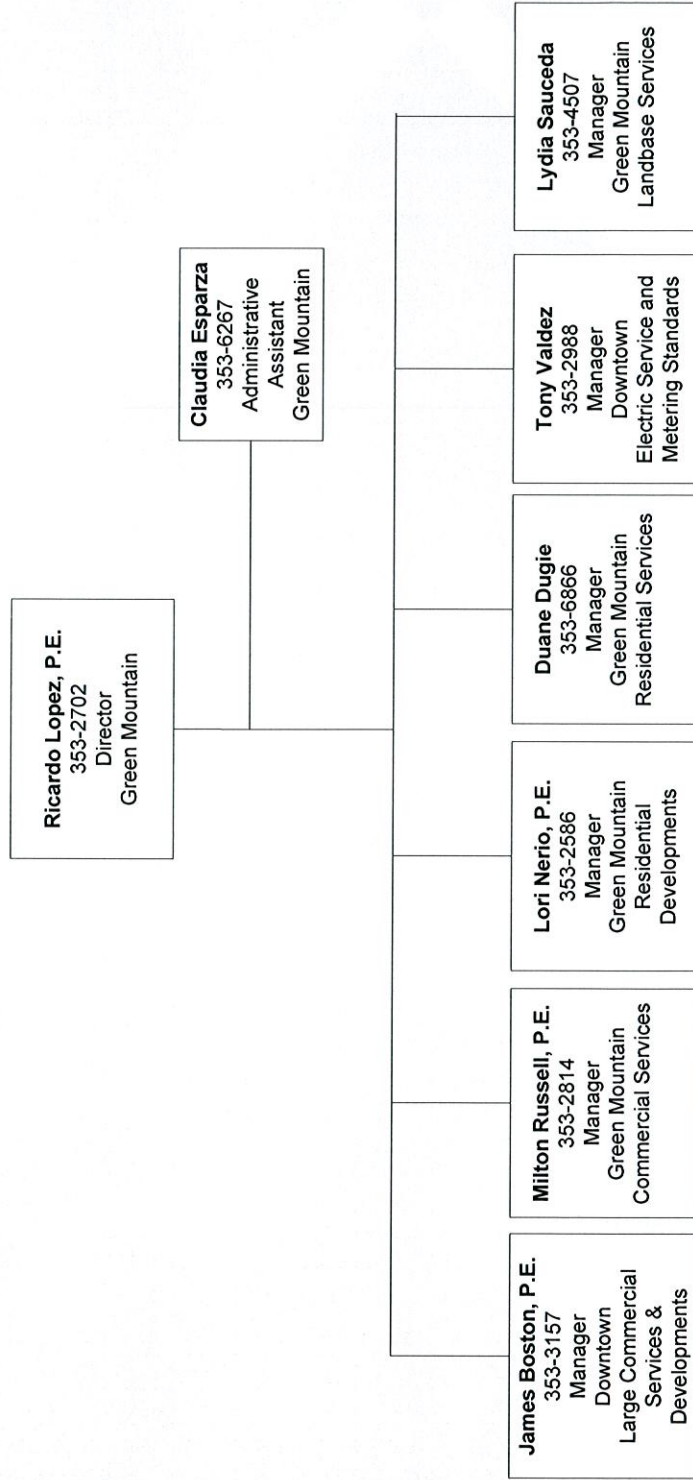 Ricardo Lopez, P.E.
353-2702
Director
Green Mountain
Claudia Esparza
353-6267
Administrative
Assistant
Green Mountain
James Boston, P.E.
353-3157
Manager
Downtown
Large Commercial
Services &
Developments
Milton Russell, P.E.
353-2814
Manager
Green Mountain
Commercial Services
Lori Nerio, P.E.
353-2586
Manager
Green Mountain
Residential
Developments
Duane Dugie
353-6866
Manager
Green Mountain
Residential Services
Tony Valdez
353-2988
Manager
Downtown
Electric Service and
Metering Standards
Lydia Sauceda
353-4507
Manager
Green Mountain
Landbase Services